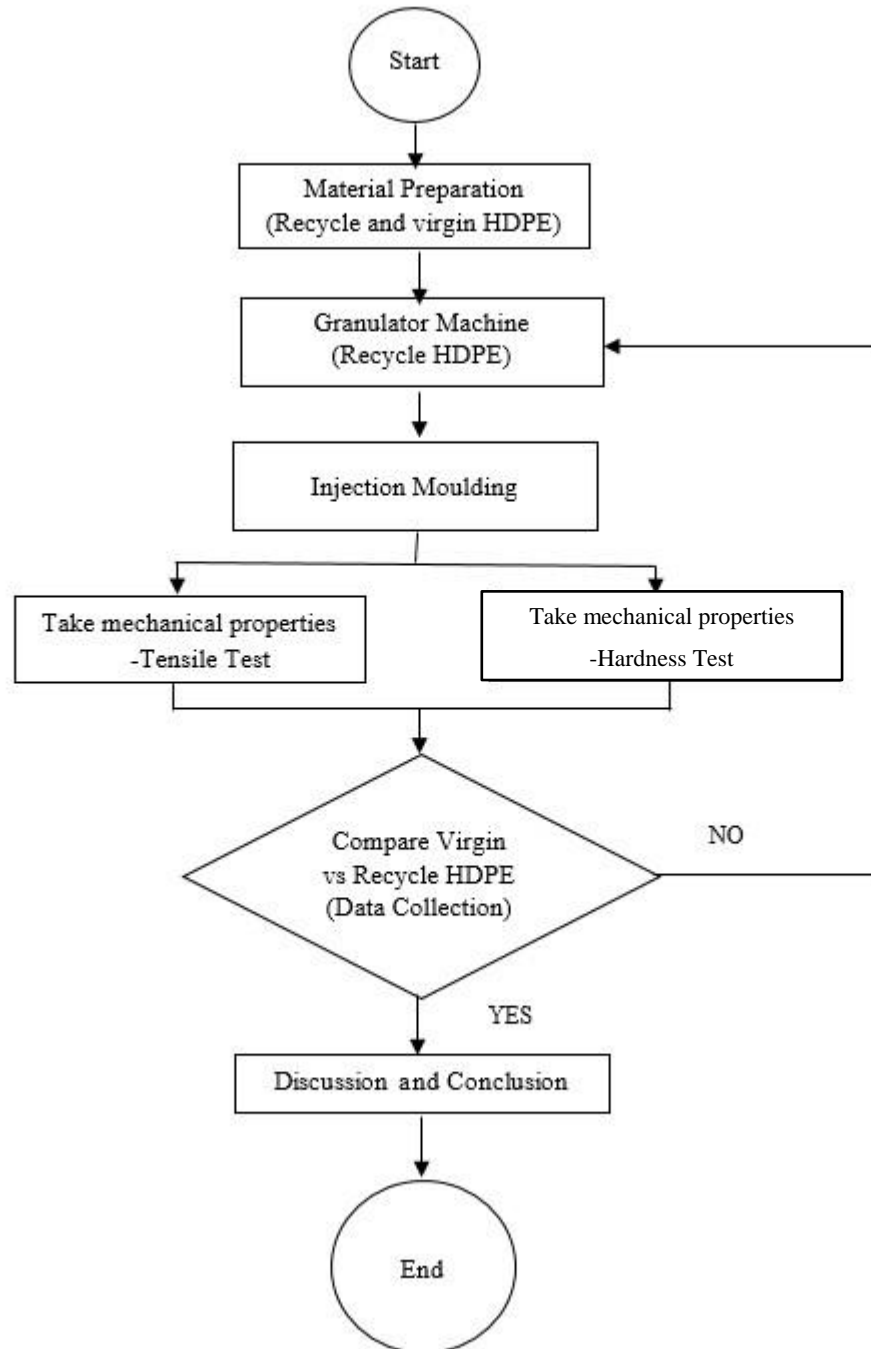 Start
Material Preparation
(Recycle and virgin HDPE)
Granulator Machine
(Recycle HDPE)
Injection Moulding
Take mechanical properties
-Tensile Test
Take mechanical properties
-Hardness Test
Compare Virgin
vs Recycle HDPE
(Data Collection)
NO
YES
Discussion and Conclusion
End